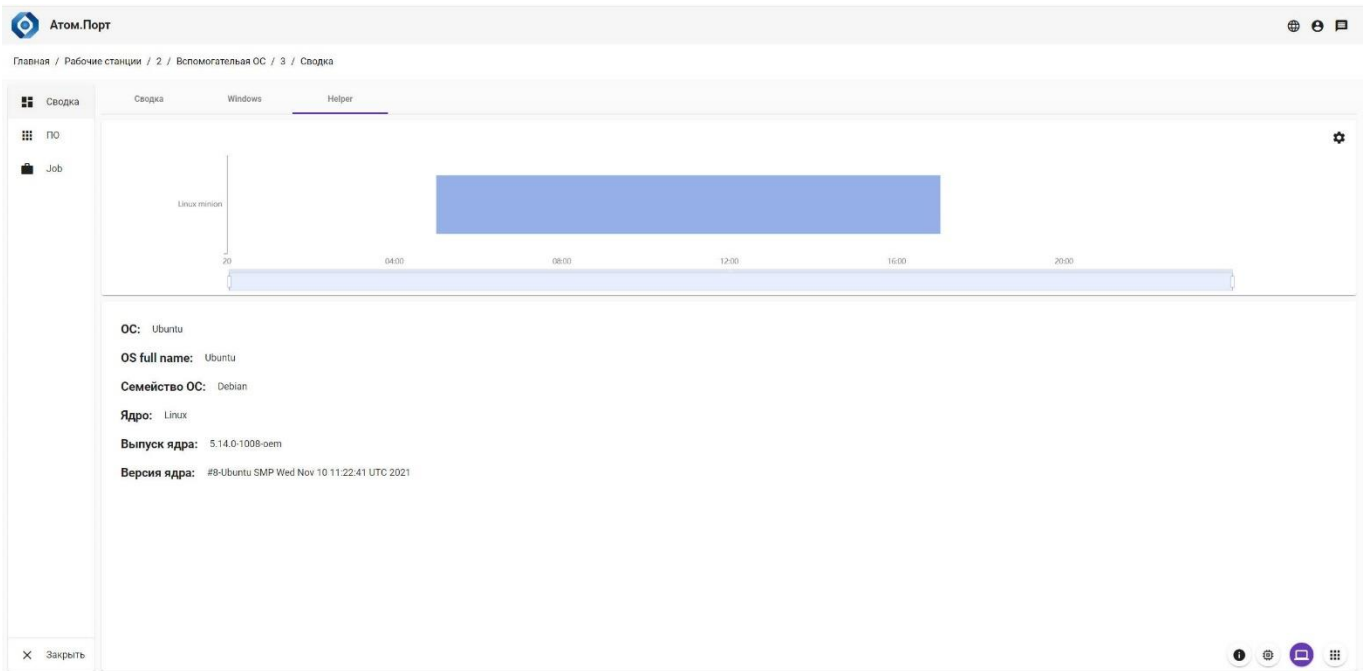 Атом.Порт
Главная / Рабочие станции / 2 / Вспомогательая ОС / 3 / Сводка
Сводка
ПО
Job
Сводка Windows Helper
Linux minion
20 04:00 08:00 12:00 16:00 20:00
ОС: Ubuntu
OS full name: Ubuntu
Семейство ОС: Debian
Ядро: Linux
Выпуск ядра: 5.14.0-1008-oem
Версия ядра: #8-Ubuntu SMP Wed Nov 10 11:22:41 UTC 2021
Закрыть